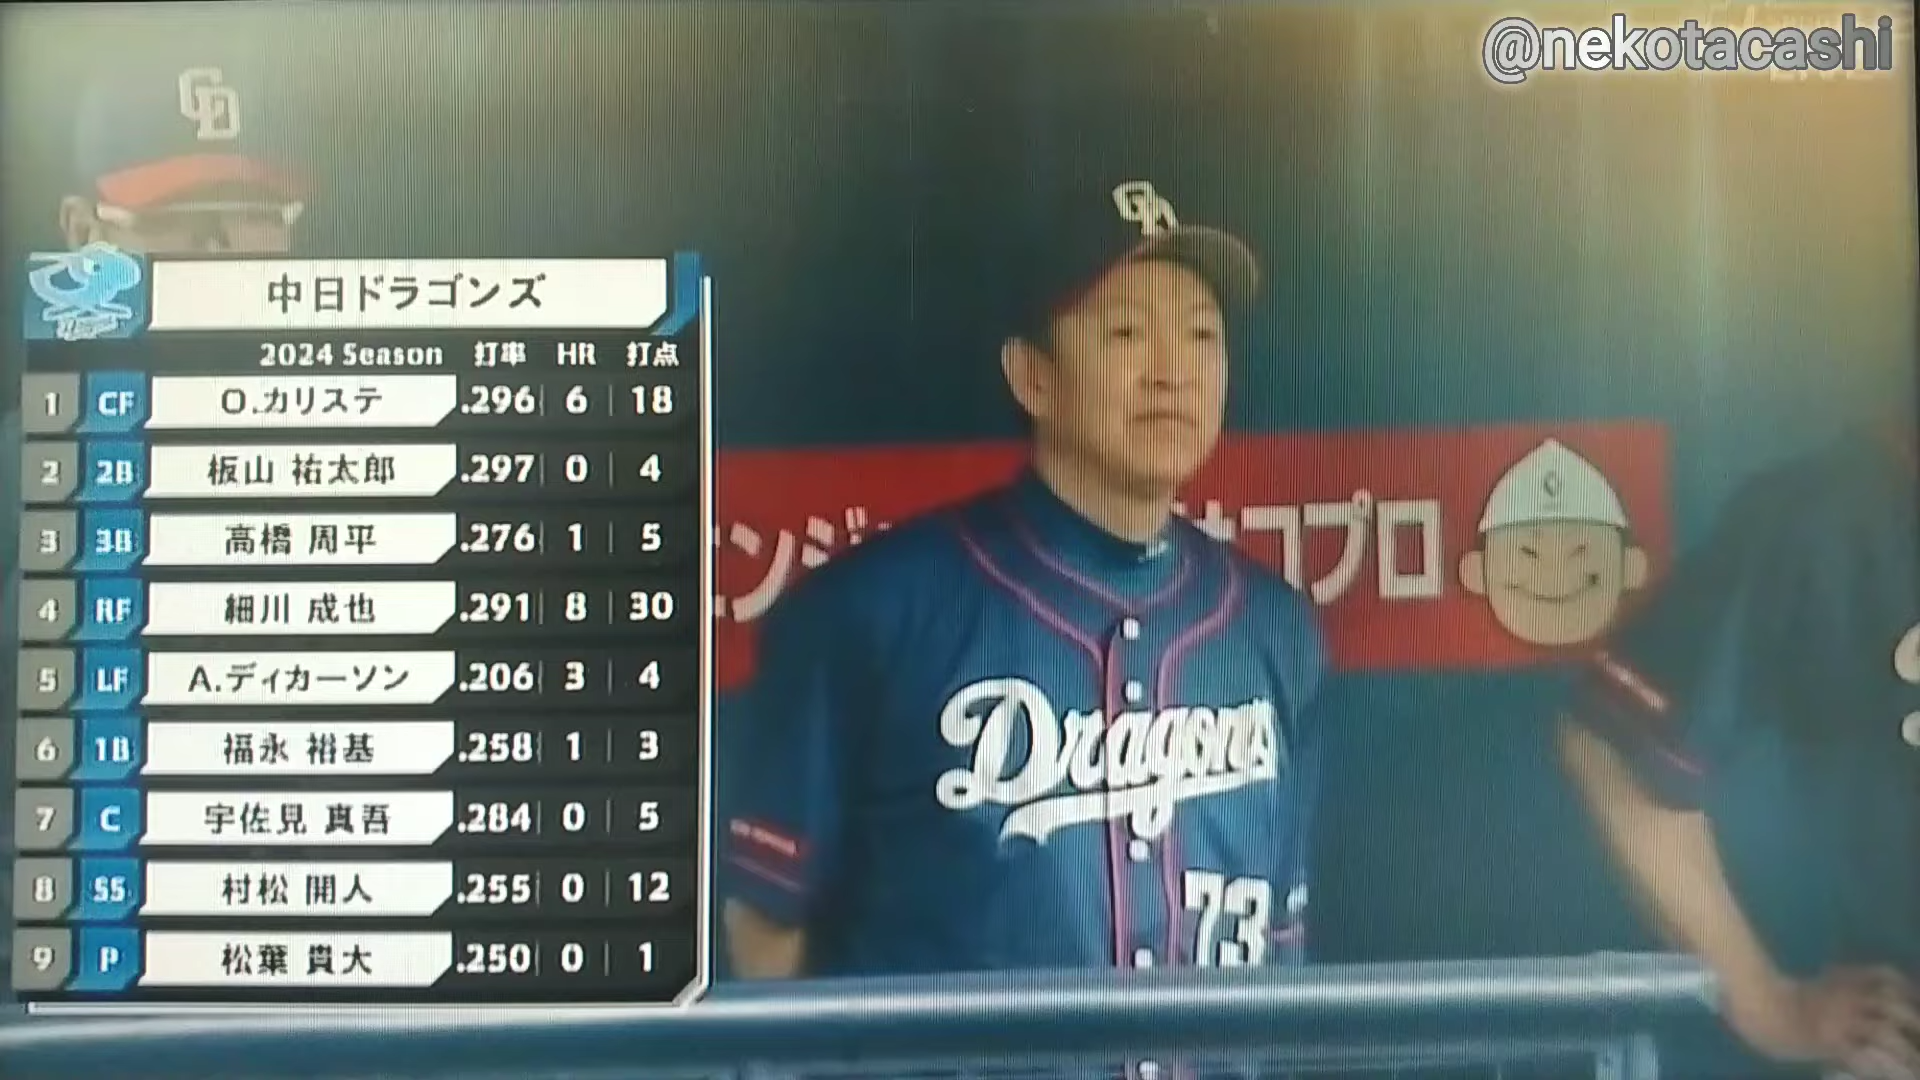 @nekotacashi
CD
中日ドラゴンズ
2024 Season 打率 HR 打点
1 CF O.カリステ .296 6 18
2 2B 板山 祐太郎 .297 0 4
3 3B 高橋 周平 .276 1 5
4 RF 細川 成也 .291 8 30
5 LF A.ディカーソン .206 3 4
6 1B 福永 裕基 .258 1 3
7 C 宇佐見 真吾 .284 0 5
8 SS 村松 開人 .255 0 12
9 P 松葉 貴大 .250 0 1
CD
コプロ
Dragons
73